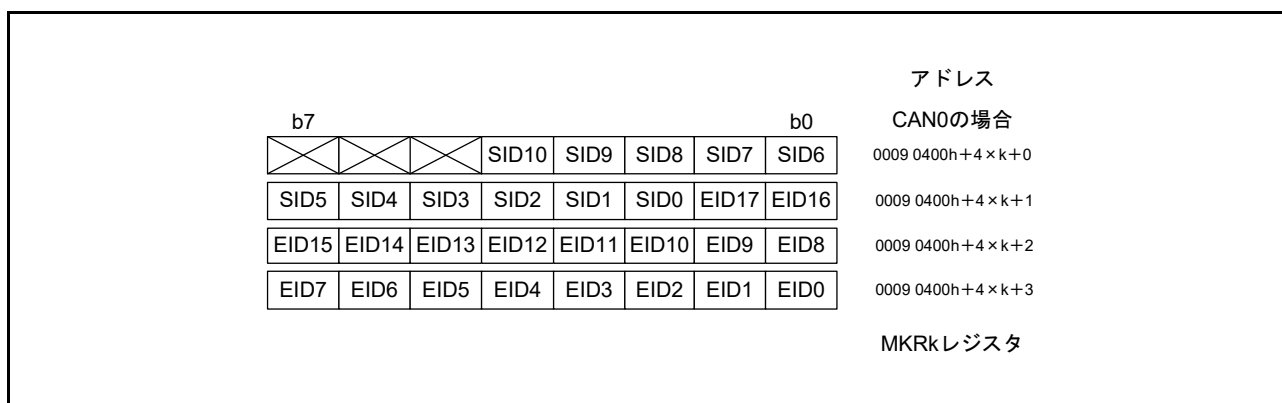 アドレス
b7 b0 CAN0の場合
SID10 SID9 SID8 SID7 SID6 0009 0400h+4×k+0
SID5 SID4 SID3 SID2 SID1 SID0 EID17 EID16 0009 0400h+4×k+1
EID15 EID14 EID13 EID12 EID11 EID10 EID9 EID8 0009 0400h+4×k+2
EID7 EID6 EID5 EID4 EID3 EID2 EID1 EID0 0009 0400h+4×k+3
MKRkレジスタ